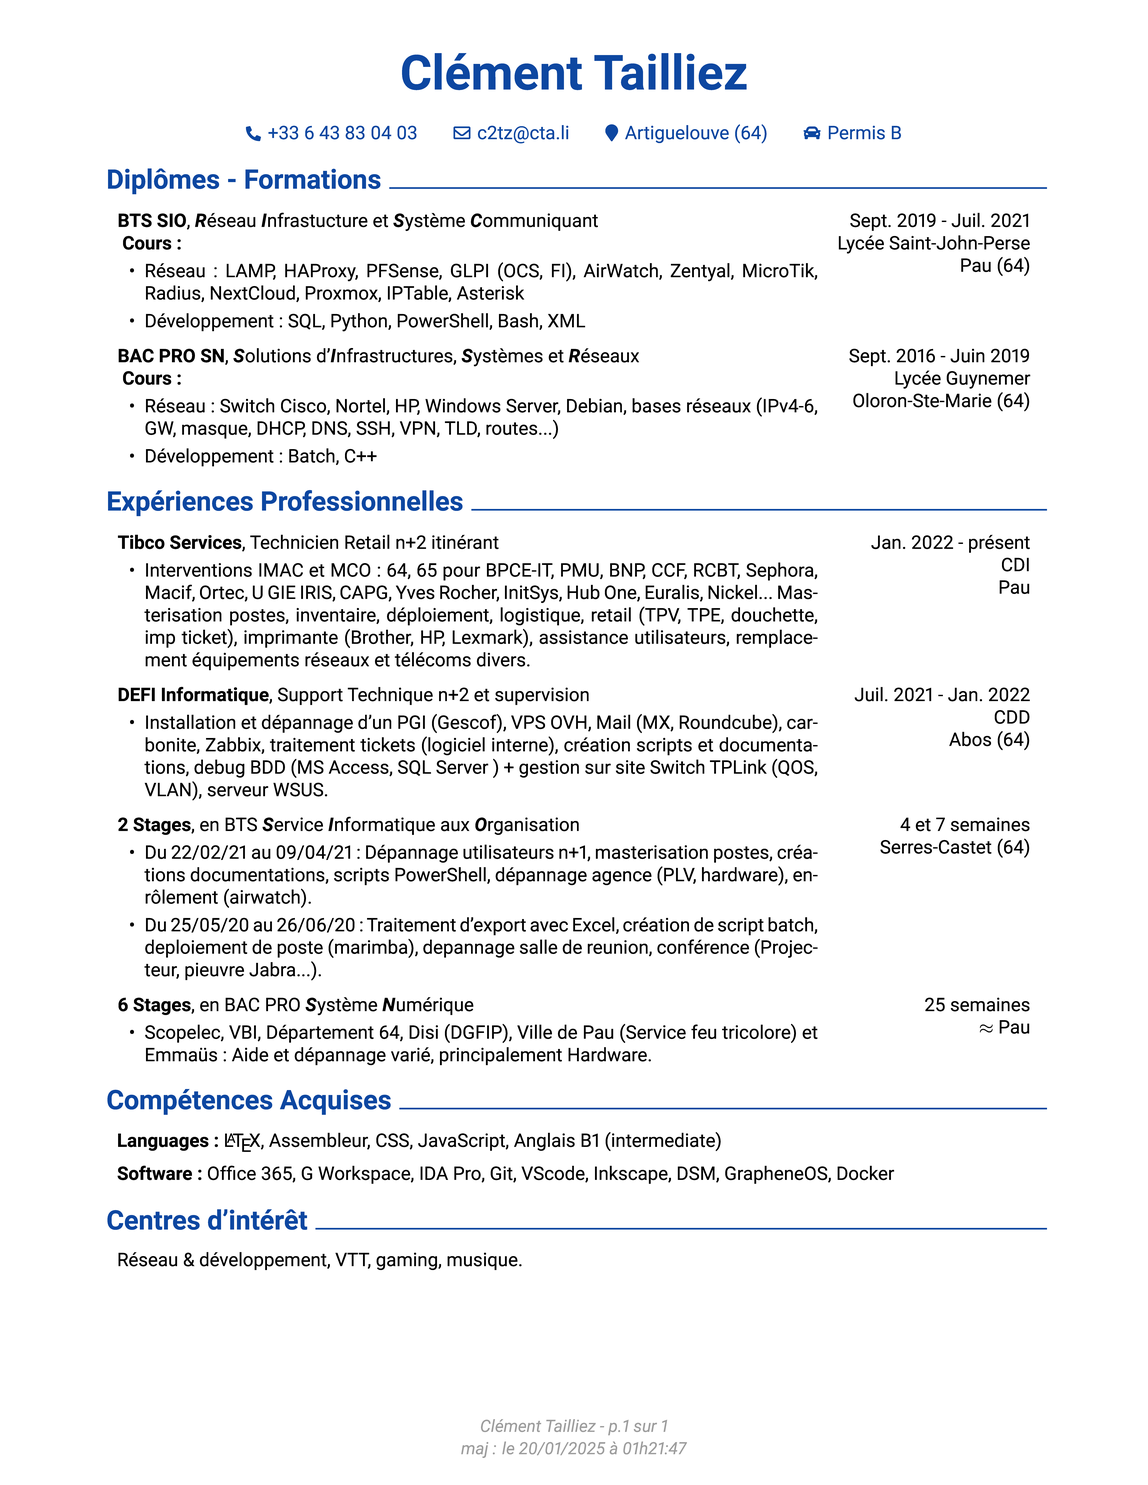 Clément Tailliez
+33 6 43 83 04 03 c2tz@cta.li Artiguelouve (64) Permis B
Diplômes - Formations
BTS SIO, Réseau Infrastucture et Système Communiquant
Sept. 2019 - Juil. 2021
Cours :
Lycée Saint-John-Perse
Pau (64)
• Réseau : LAMP, HAProxy, PFSense, GLPI (OCS, FI), AirWatch, Zentyal, MicroTik,
Radius, NextCloud, Proxmox, IPTable, Asterisk
• Développement : SQL, Python, PowerShell, Bash, XML
BAC PRO SN, Solutions d'Infrastructures, Systèmes et Réseaux
Sept. 2016 - Juin 2019
Cours :
Lycée Guynemer
Oloron-Ste-Marie (64)
• Réseau : Switch Cisco, Nortel, HP, Windows Server, Debian, bases réseaux (IPv4-6,
GW, masque, DHCP, DNS, SSH, VPN, TLD, routes...)
• Développement : Batch, C++
Expériences Professionnelles
Tibco Services, Technicien Retail n+2 itinérant
Jan. 2022 - présent
CDI
Pau
• Interventions IMAC et MCO : 64, 65 pour BPCE-IT, PMU, BNP, CCF, RCBT, Sephora,
Macif, Ortec, U GIE IRIS, CAPG, Yves Rocher, InitSys, Hub One, Euralis, Nickel... Mas-
terisation postes, inventaire, déploiement, logistique, retail (TPV, TPE, douchette,
imp ticket), imprimante (Brother, HP, Lexmark), assistance utilisateurs, remplace-
ment équipements réseaux et télécoms divers.
DEFI Informatique, Support Technique n+2 et supervision
Juil. 2021 - Jan. 2022
CDD
Abos (64)
• Installation et dépannage d'un PGI (Gescof), VPS OVH, Mail (MX, Roundcube), car-
bonite, Zabbix, traitement tickets (logiciel interne), création scripts et documenta-
tions, debug BDD (MS Access, SQL Server ) + gestion sur site Switch TPLink (QOS,
VLAN), serveur WSUS.
2 Stages, en BTS Service Informatique aux Organisation
4 et 7 semaines
Serres-Castet (64)
• Du 22/02/21 au 09/04/21 : Dépannage utilisateurs n+1, masterisation postes, créa-
tions documentations, scripts PowerShell, dépannage agence (PLV, hardware), en-
rôlement (airwatch).
• Du 25/05/20 au 26/06/20 : Traitement d'export avec Excel, création de script batch,
deploiement de poste (marimba), depannage salle de reunion, conférence (Projec-
teur, pieuvre Jabra...).
6 Stages, en BAC PRO Système Numérique
25 semaines
≈ Pau
• Scopelec, VBI, Département 64, Disi (DGFIP), Ville de Pau (Service feu tricolore) et
Emmaüs : Aide et dépannage varié, principalement Hardware.
Compétences Acquises
Languages : LATEX, Assembleur, CSS, JavaScript, Anglais B1 (intermediate)
Software : Office 365, G Workspace, IDA Pro, Git, VScode, Inkscape, DSM, GrapheneOS, Docker
Centres d'intérêt
Réseau & développement, VTT, gaming, musique.
Clément Tailliez - p.1 sur 1
maj : le 20/01/2025 à 01h21:47